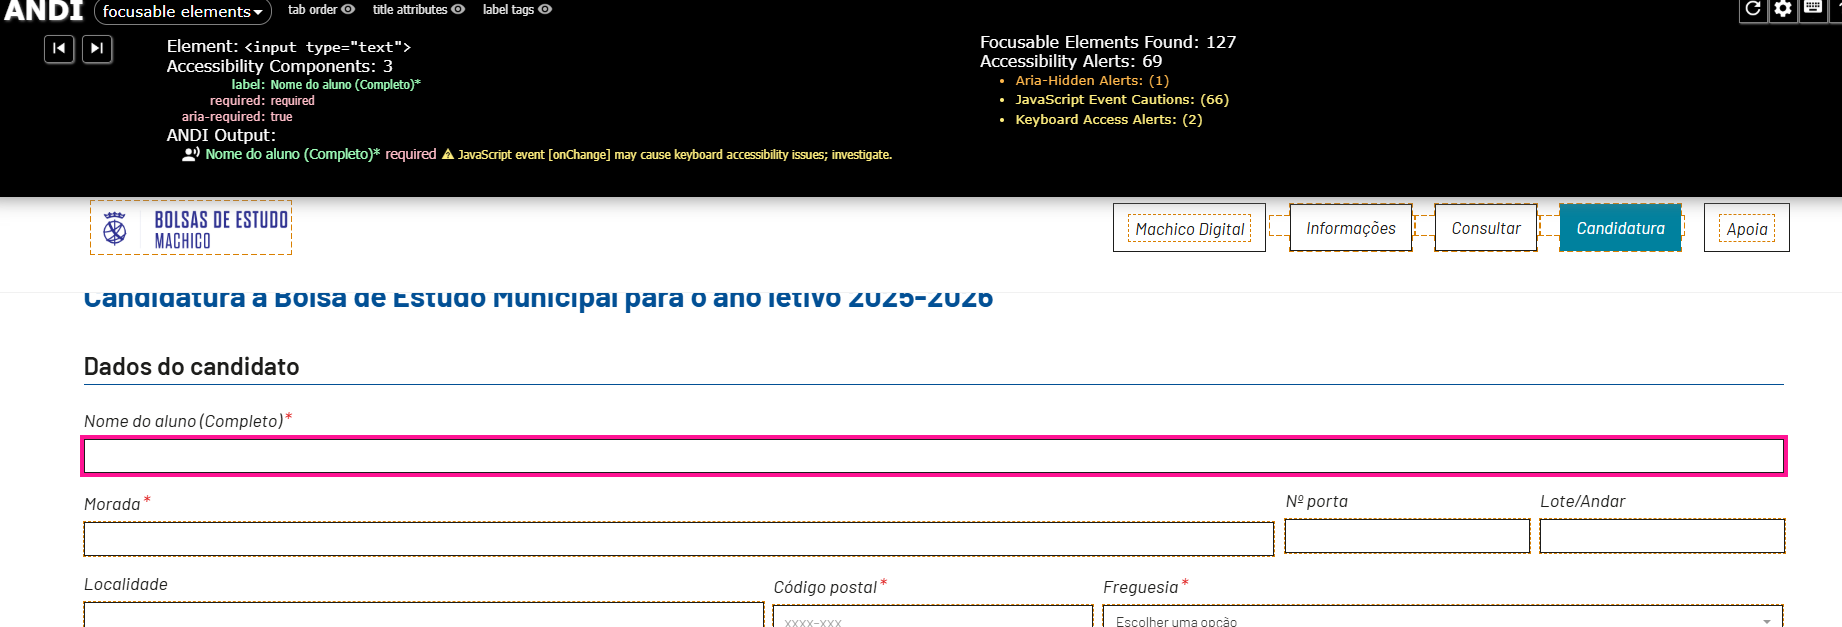 ANDI focusable elements tab order title attributes label tags
Element: <input type="text">
Accessibility Components: 3
label: Nome do aluno (Completo)*
required: required
aria-required: true
ANDI Output:
Nome do aluno (Completo)* required JavaScript event [onChange] may cause keyboard accessibility issues; investigate.
Focusable Elements Found: 127
Accessibility Alerts: 69
• Aria-Hidden Alerts: (1)
• JavaScript Event Cautions: (66)
• Keyboard Access Alerts: (2)
BOLSAS DE ESTUDO
MACHICO
Machico Digital Informações Consultar Candidatura Apoia
Candidatura a Bolsa de Estudo Municipal para o ano letivo 2025-2026
Dados do candidato
Nome do aluno (Completo)*
Morada* Nº porta Lote/Andar
Localidade Código postal* Freguesia*
xxxx-xxx Escolher uma opção